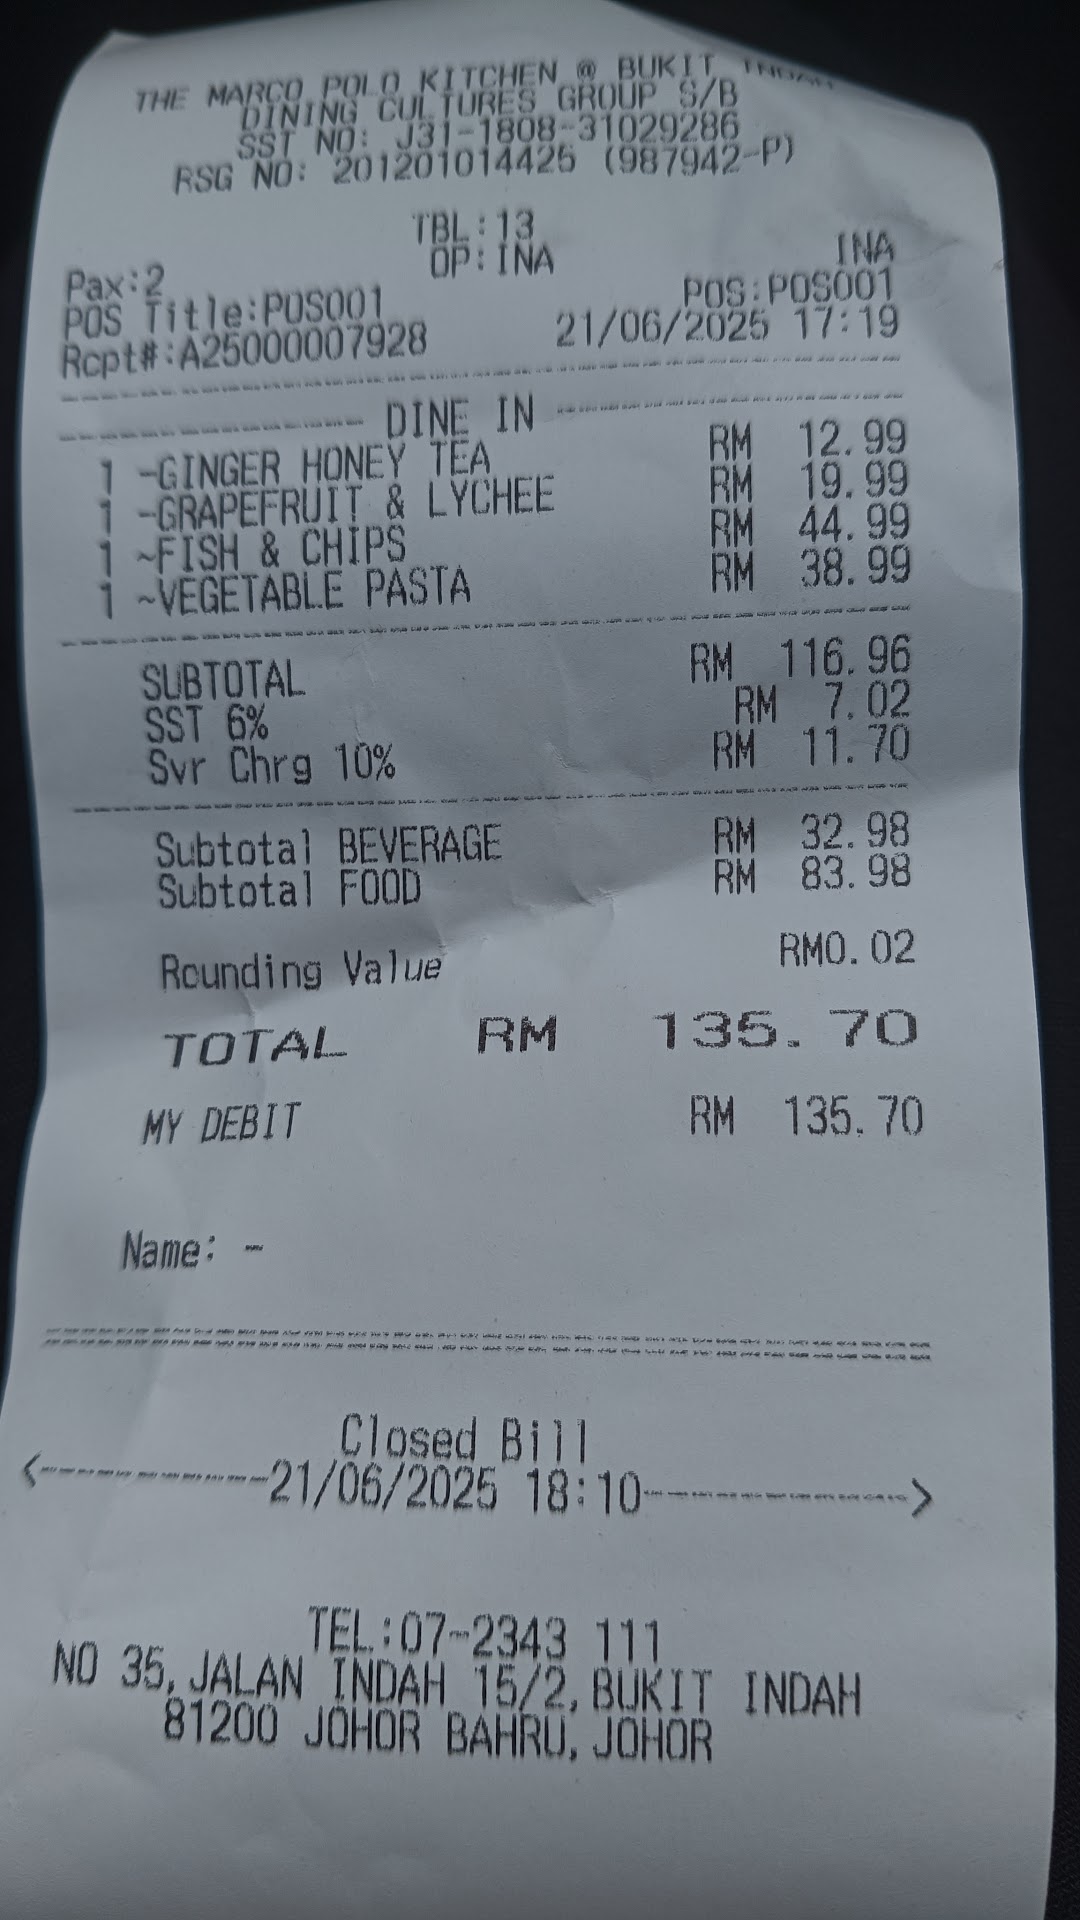 THE MARCO POLO KITCHEN @ BUKIT INDAH
DINING CULTURES GROUP S/B
SST NO: J31-1808-31029286
RSG NO: 201201014425 (987942-P)
TBL:13
OP:INA INA
Pax:2 POS:POS001
POS Title:POS001 21/06/2025 17:19
Rcpt#:A25000007928
DINE IN
1 -GINGER HONEY TEA RM 12.99
1 -GRAPEFRUIT & LYCHEE RM 19.99
1 ~FISH & CHIPS RM 44.99
1 ~VEGETABLE PASTA RM 38.99
SUBTOTAL RM 116.96
SST 6% RM 7.02
Svr Chrg 10% RM 11.70
Subtotal BEVERAGE RM 32.98
Subtotal FOOD RM 83.98
Rounding Value RM0.02
TOTAL RM 135.70
MY DEBIT RM 135.70
Name: -
Closed Bill
<--------------21/06/2025 18:10-------------->
TEL:07-2343 111
NO 35, JALAN INDAH 15/2, BUKIT INDAH
81200 JOHOR BAHRU, JOHOR